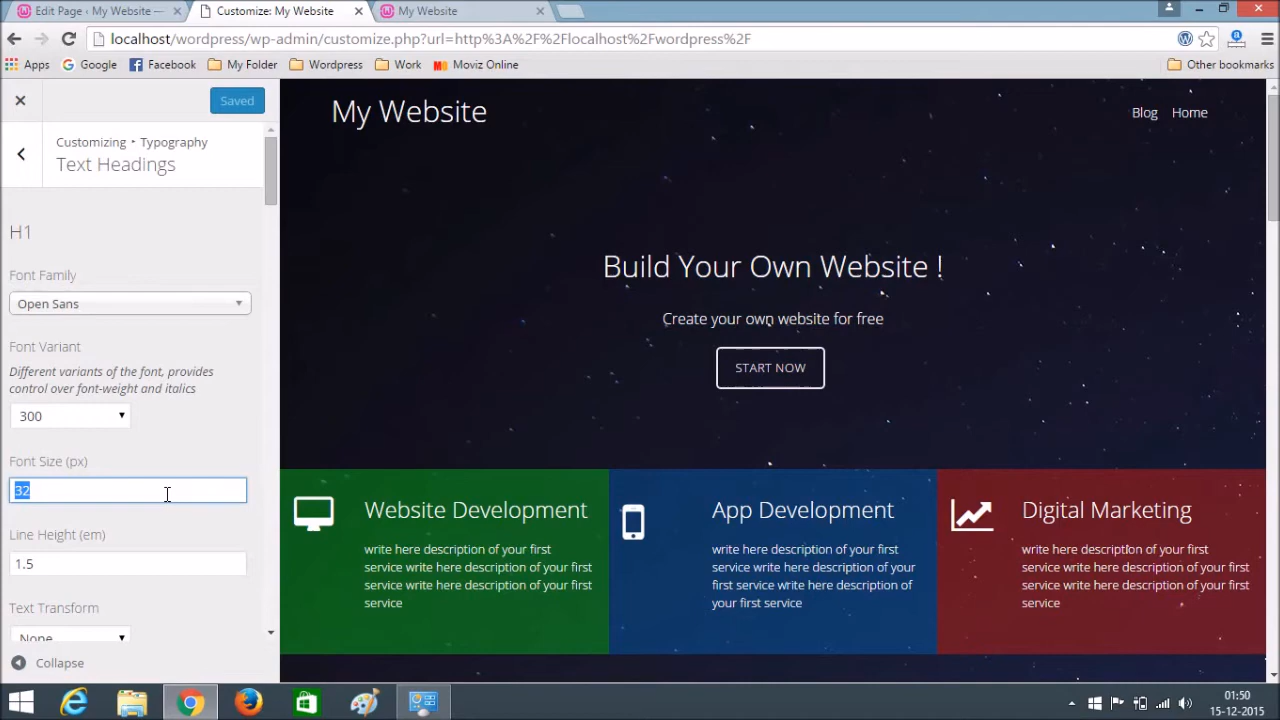 Edit Page ‹ My Website —
Customize: My Website
My Website
localhost/wordpress/wp-admin/customize.php?url=http%3A%2F%2Flocalhost%2Fwordpress%2F
Apps
Google
Facebook
My Folder
Wordpress
Work
Moviz Online
Other bookmarks
Saved
Customizing ‣ Typography
Text Headings
H1
Font Family
Open Sans
Font Variant
Different variants of the font, provides
control over font-weight and italics
300
Font Size (px)
32
Line Height (em)
1.5
Text Transform
None
Collapse
My Website
Blog
Home
Build Your Own Website !
Create your own website for free
START NOW
Website Development
write here description of your first
service write here description of your first
service write here description of your first
service
App Development
write here description of your first
service write here description of your first
service write here description of
your first service
Digital Marketing
write here description of your first
service write here description of your first
service write here description of your first
service
01:50
15-12-2015